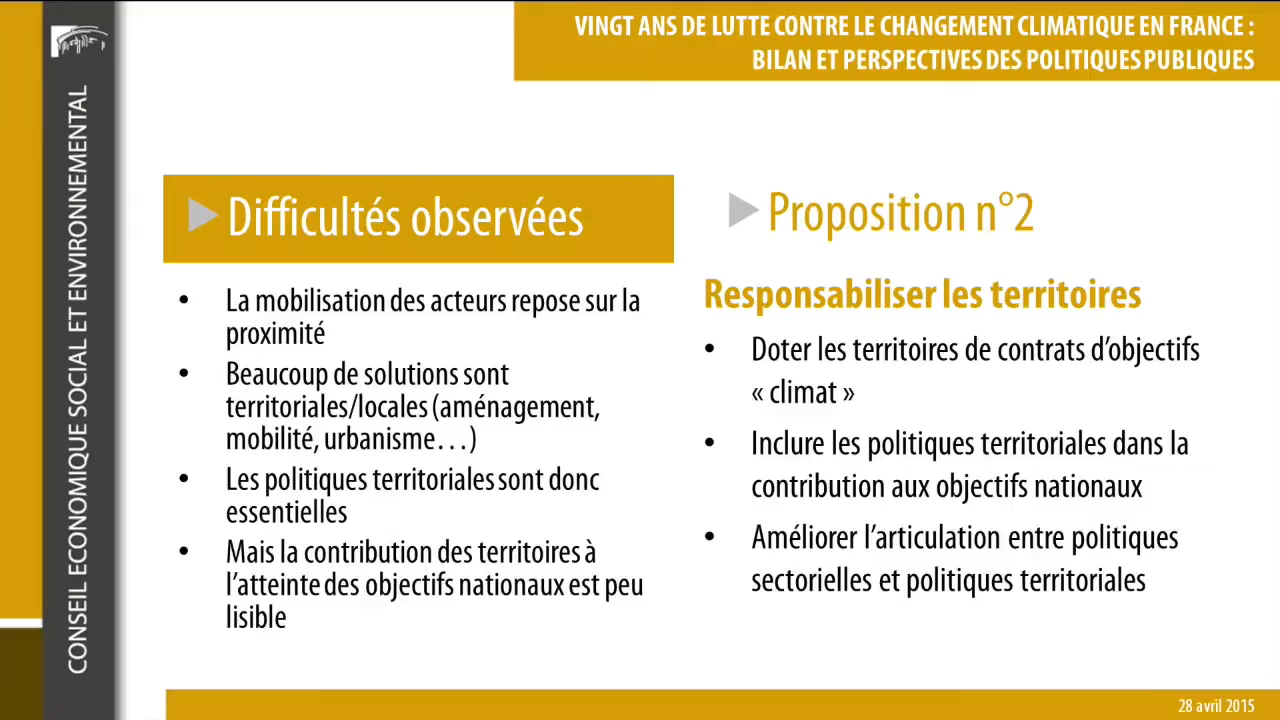 VINGT ANS DE LUTTE CONTRE LE CHANGEMENT CLIMATIQUE EN FRANCE :
BILAN ET PERSPECTIVES DES POLITIQUES PUBLIQUES
CONSEIL ECONOMIQUE SOCIAL ET ENVIRONNEMENTAL
Difficultés observées
• La mobilisation des acteurs repose sur la
proximité
• Beaucoup de solutions sont
territoriales/locales (aménagement,
mobilité, urbanisme…)
• Les politiques territoriales sont donc
essentielles
• Mais la contribution des territoires à
l’atteinte des objectifs nationaux est peu
lisible
Proposition n°2
Responsabiliser les territoires
• Doter les territoires de contrats d’objectifs
« climat »
• Inclure les politiques territoriales dans la
contribution aux objectifs nationaux
• Améliorer l’articulation entre politiques
sectorielles et politiques territoriales
28 avril 2015